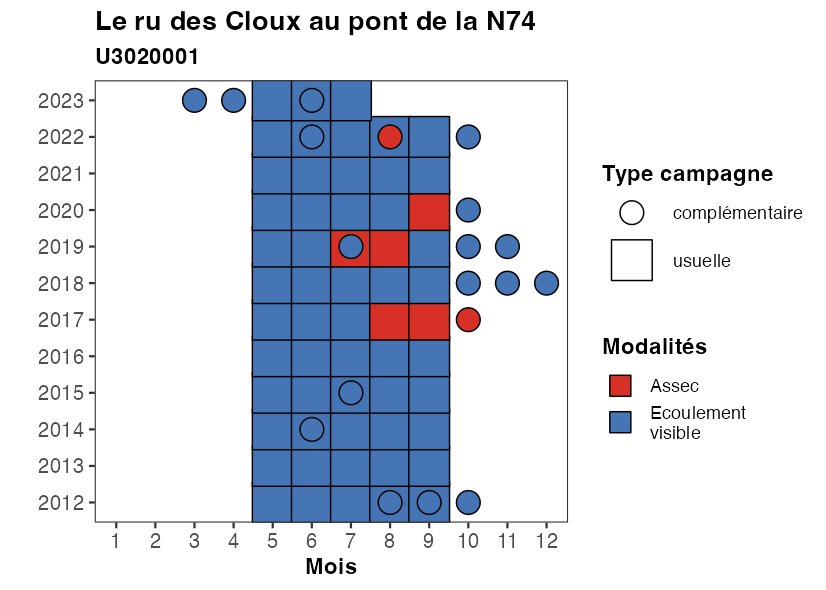 Le ru des Cloux au pont de la N74
U3020001
2023
2022
2021
2020
2019
2018
2017
2016
2015
2014
2013
2012
1 2 3 4 5 6 7 8 9 10 11 12
Mois
Type campagne
complémentaire
usuelle
Modalités
Assec
Ecoulement
visible